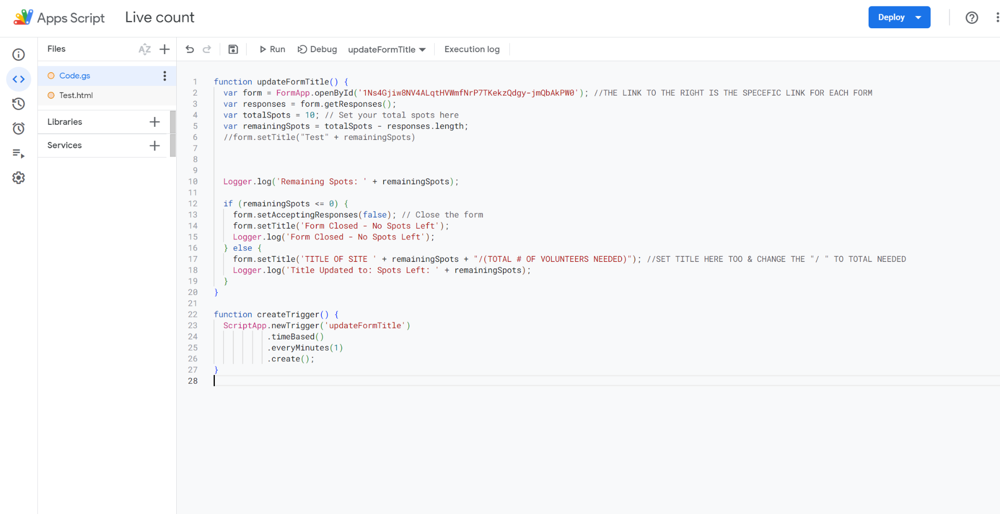 Apps Script Live count Deploy
Files AZ
Run Debug updateFormTitle Execution log
Code.gs
Test.html
Libraries
Services
1 function updateFormTitle() {
2 var form = FormApp.openById('1Ns4Gjiw8NV4ALqtHVWmfNrP7TKekzQdgy-jmQbAkPW0'); //THE LINK TO THE RIGHT IS THE SPECEFIC LINK FOR EACH FORM
3 var responses = form.getResponses();
4 var totalSpots = 10; // Set your total spots here
5 var remainingSpots = totalSpots - responses.length;
6 //form.setTitle("Test" + remainingSpots)
7
8
9
10 Logger.log('Remaining Spots: ' + remainingSpots);
11
12 if (remainingSpots <= 0) {
13 form.setAcceptingResponses(false); // Close the form
14 form.setTitle('Form Closed - No Spots Left');
15 Logger.log('Form Closed - No Spots Left');
16 } else {
17 form.setTitle('TITLE OF SITE ' + remainingSpots + "/(TOTAL # OF VOLUNTEERS NEEDED)"); //SET TITLE HERE TOO & CHANGE THE "/ " TO TOTAL NEEDED
18 Logger.log('Title Updated to: Spots Left: ' + remainingSpots);
19 }
20 }
21
22 function createTrigger() {
23 ScriptApp.newTrigger('updateFormTitle')
24 .timeBased()
25 .everyMinutes(1)
26 .create();
27 }
28